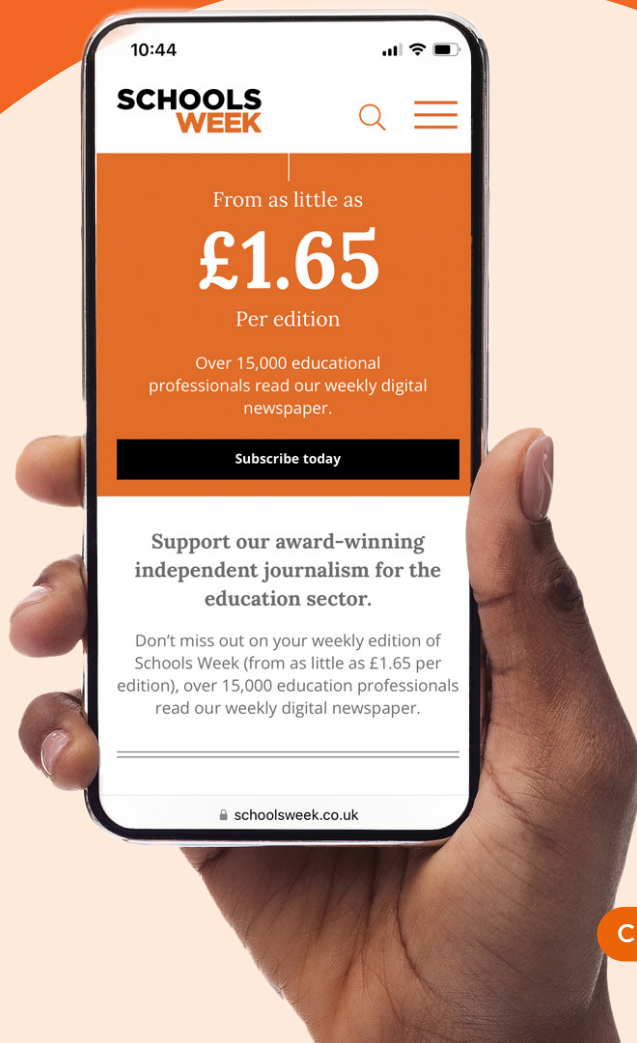 10:44
SCHOOLS
WEEK
From as little as
£1.65
Per edition
Over 15,000 educational
professionals read our weekly digital
newspaper.
Subscribe today
Support our award-winning
independent journalism for the
education sector.
Don't miss out on your weekly edition of
Schools Week (from as little as £1.65 per
edition), over 15,000 education professionals
read our weekly digital newspaper.
schoolsweek.co.uk
C